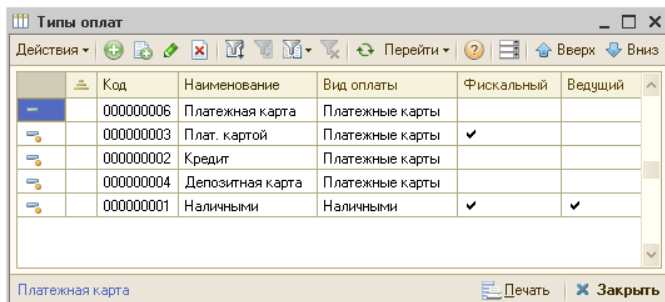 Типы оплат
Действия Перейти Вверх Вниз
Код Наименование Вид оплаты Фискальный Ведущий
000000006 Платежная карта Платежные карты
000000003 Плат. картой Платежные карты
000000002 Кредит Платежные карты
000000004 Депозитная карта Платежные карты
000000001 Наличными Наличными
Платежная карта Печать Закрыть